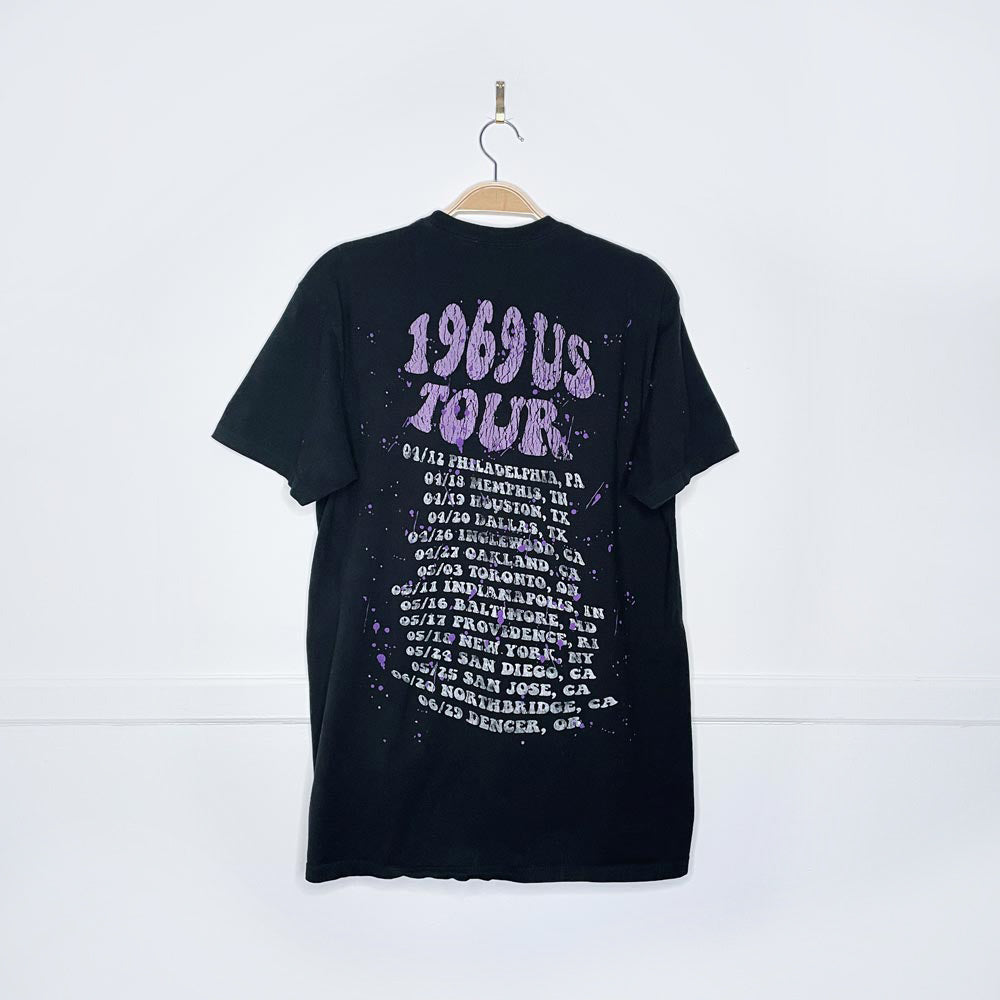 1969 US
TOUR
04/12 PHILADELPHIA, PA
04/18 MEMPHIS, TN
04/19 HOUSTON, TX
04/20 DALLAS, TX
04/26 INGLEWOOD, CA
04/27 OAKLAND, CA
05/03 TORONTO, ON
05/11 INDIANAPOLIS, IN
05/16 BALTIMORE, MD
05/17 PROVIDENCE, RI
05/18 NEW YORK, NY
05/24 SAN DIEGO, CA
05/25 SAN JOSE, CA
06/20 NORTHBRIDGE, CA
06/29 DENCER, OR